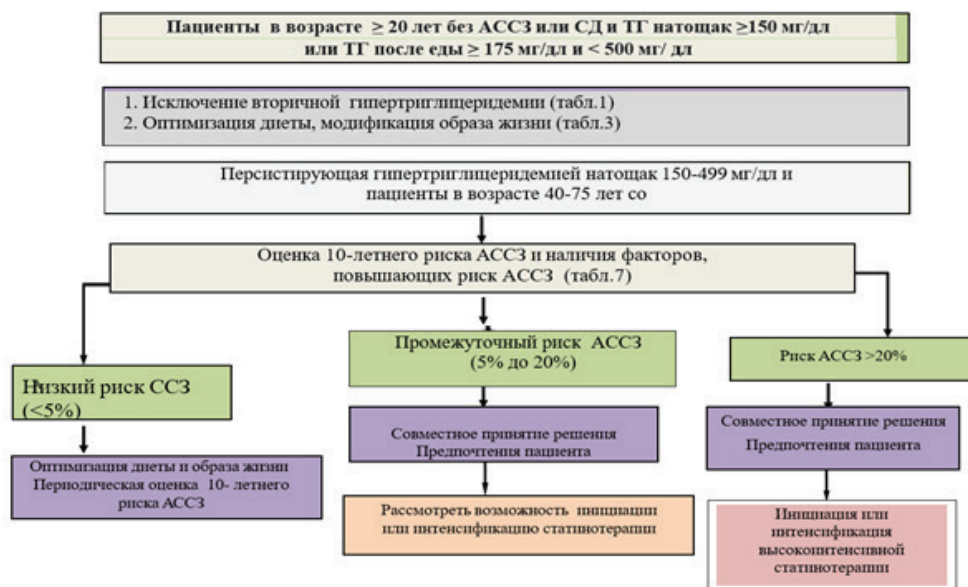 Пациенты в возрасте ≥ 20 лет без АССЗ или СД и ТГ натощак ≥150 мг/дл
или ТГ после еды ≥ 175 мг/дл и < 500 мг/ дл
1. Исключение вторичной гипертриглицеридемии (табл.1)
2. Оптимизация диеты, модификация образа жизни (табл.3)
Персистирующая гипертриглицеридемией натощак 150-499 мг/дл и
пациенты в возрасте 40-75 лет со
Оценка 10-летнего риска АССЗ и наличия факторов,
повышающих риск АССЗ (табл.7)
Низкий риск ССЗ
(<5%)
Оптимизация диеты и образа жизни
Периодическая оценка 10- летнего
риска АССЗ
Промежуточный риск АССЗ
(5% до 20%)
Совместное принятие решения
Предпочтения пациента
Рассмотреть возможность инициации
или интенсификацию статинотерапии
Риск АССЗ >20%
Совместное принятие решения
Предпочтения пациента
Инициация или
интенсификация
высокоинтенсивной
статинотерапии